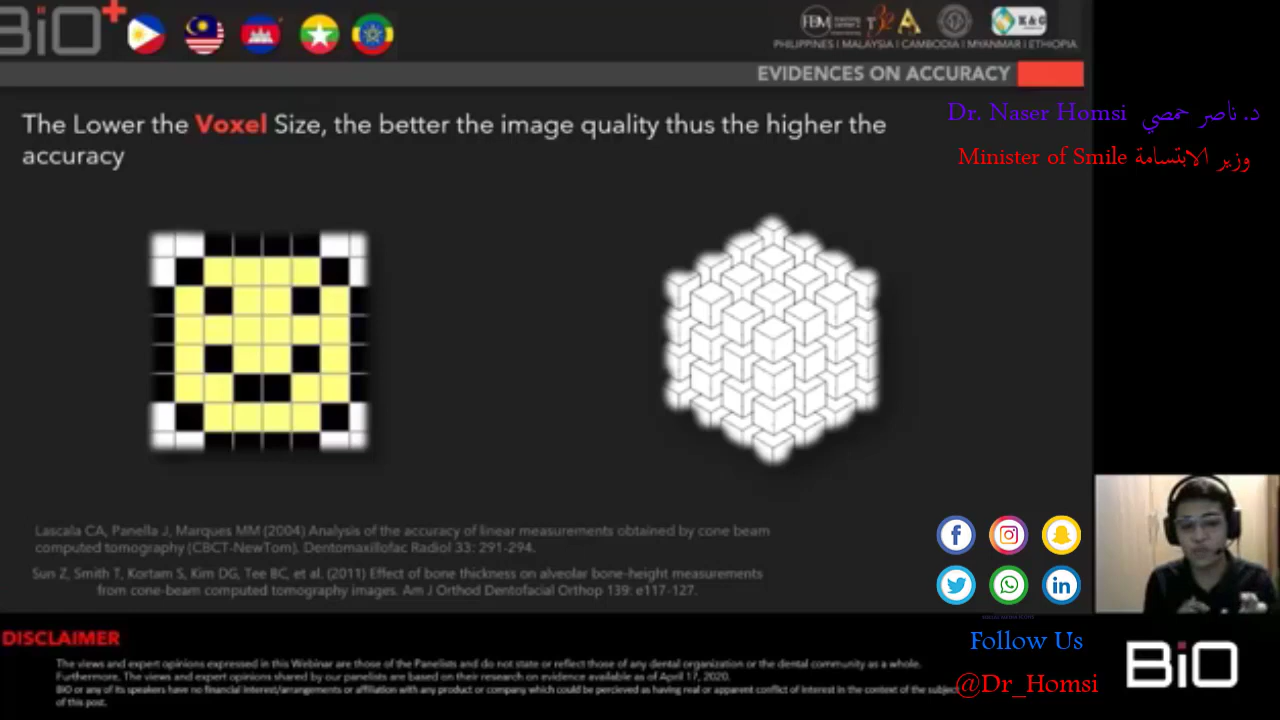 BiO+
FBM
K&G
PHILIPPINES | MALAYSIA | CAMBODIA | MYANMAR | ETHIOPIA
EVIDENCES ON ACCURACY
The Lower the Voxel Size, the better the image quality thus the higher the
accuracy
Dr. Naser Homsi د. ناصر حمصي
Minister of Smile وزير الابتسامة
Lascala CA, Panella J, Marques MM (2004) Analysis of the accuracy of linear measurements obtained by cone beam
computed tomography (CBCT-NewTom). Dentomaxillofac Radiol 33: 291-294.
Sun Z, Smith T, Kortam S, Kim DG, Tee BC, et al. (2011) Effect of bone thickness on alveolar bone-height measurements
from cone-beam computed tomography images. Am J Orthod Dentofacial Orthop 139: e117-127.
Follow Us
@Dr_Homsi
BiO
DISCLAIMER
The views and expert opinions expressed in this Webinar are those of the Panelists and do not state or reflect those of any dental organization or the dental community as a whole.
Furthermore, The views and expert opinions shared by our panelists are based on their research on evidence available as of April 17, 2020.
BiO or any of its speakers have no financial interest/arrangements or affiliation with any product or company which could be percieved as having real or apparent conflict of interest in the context of the subject
of this post.